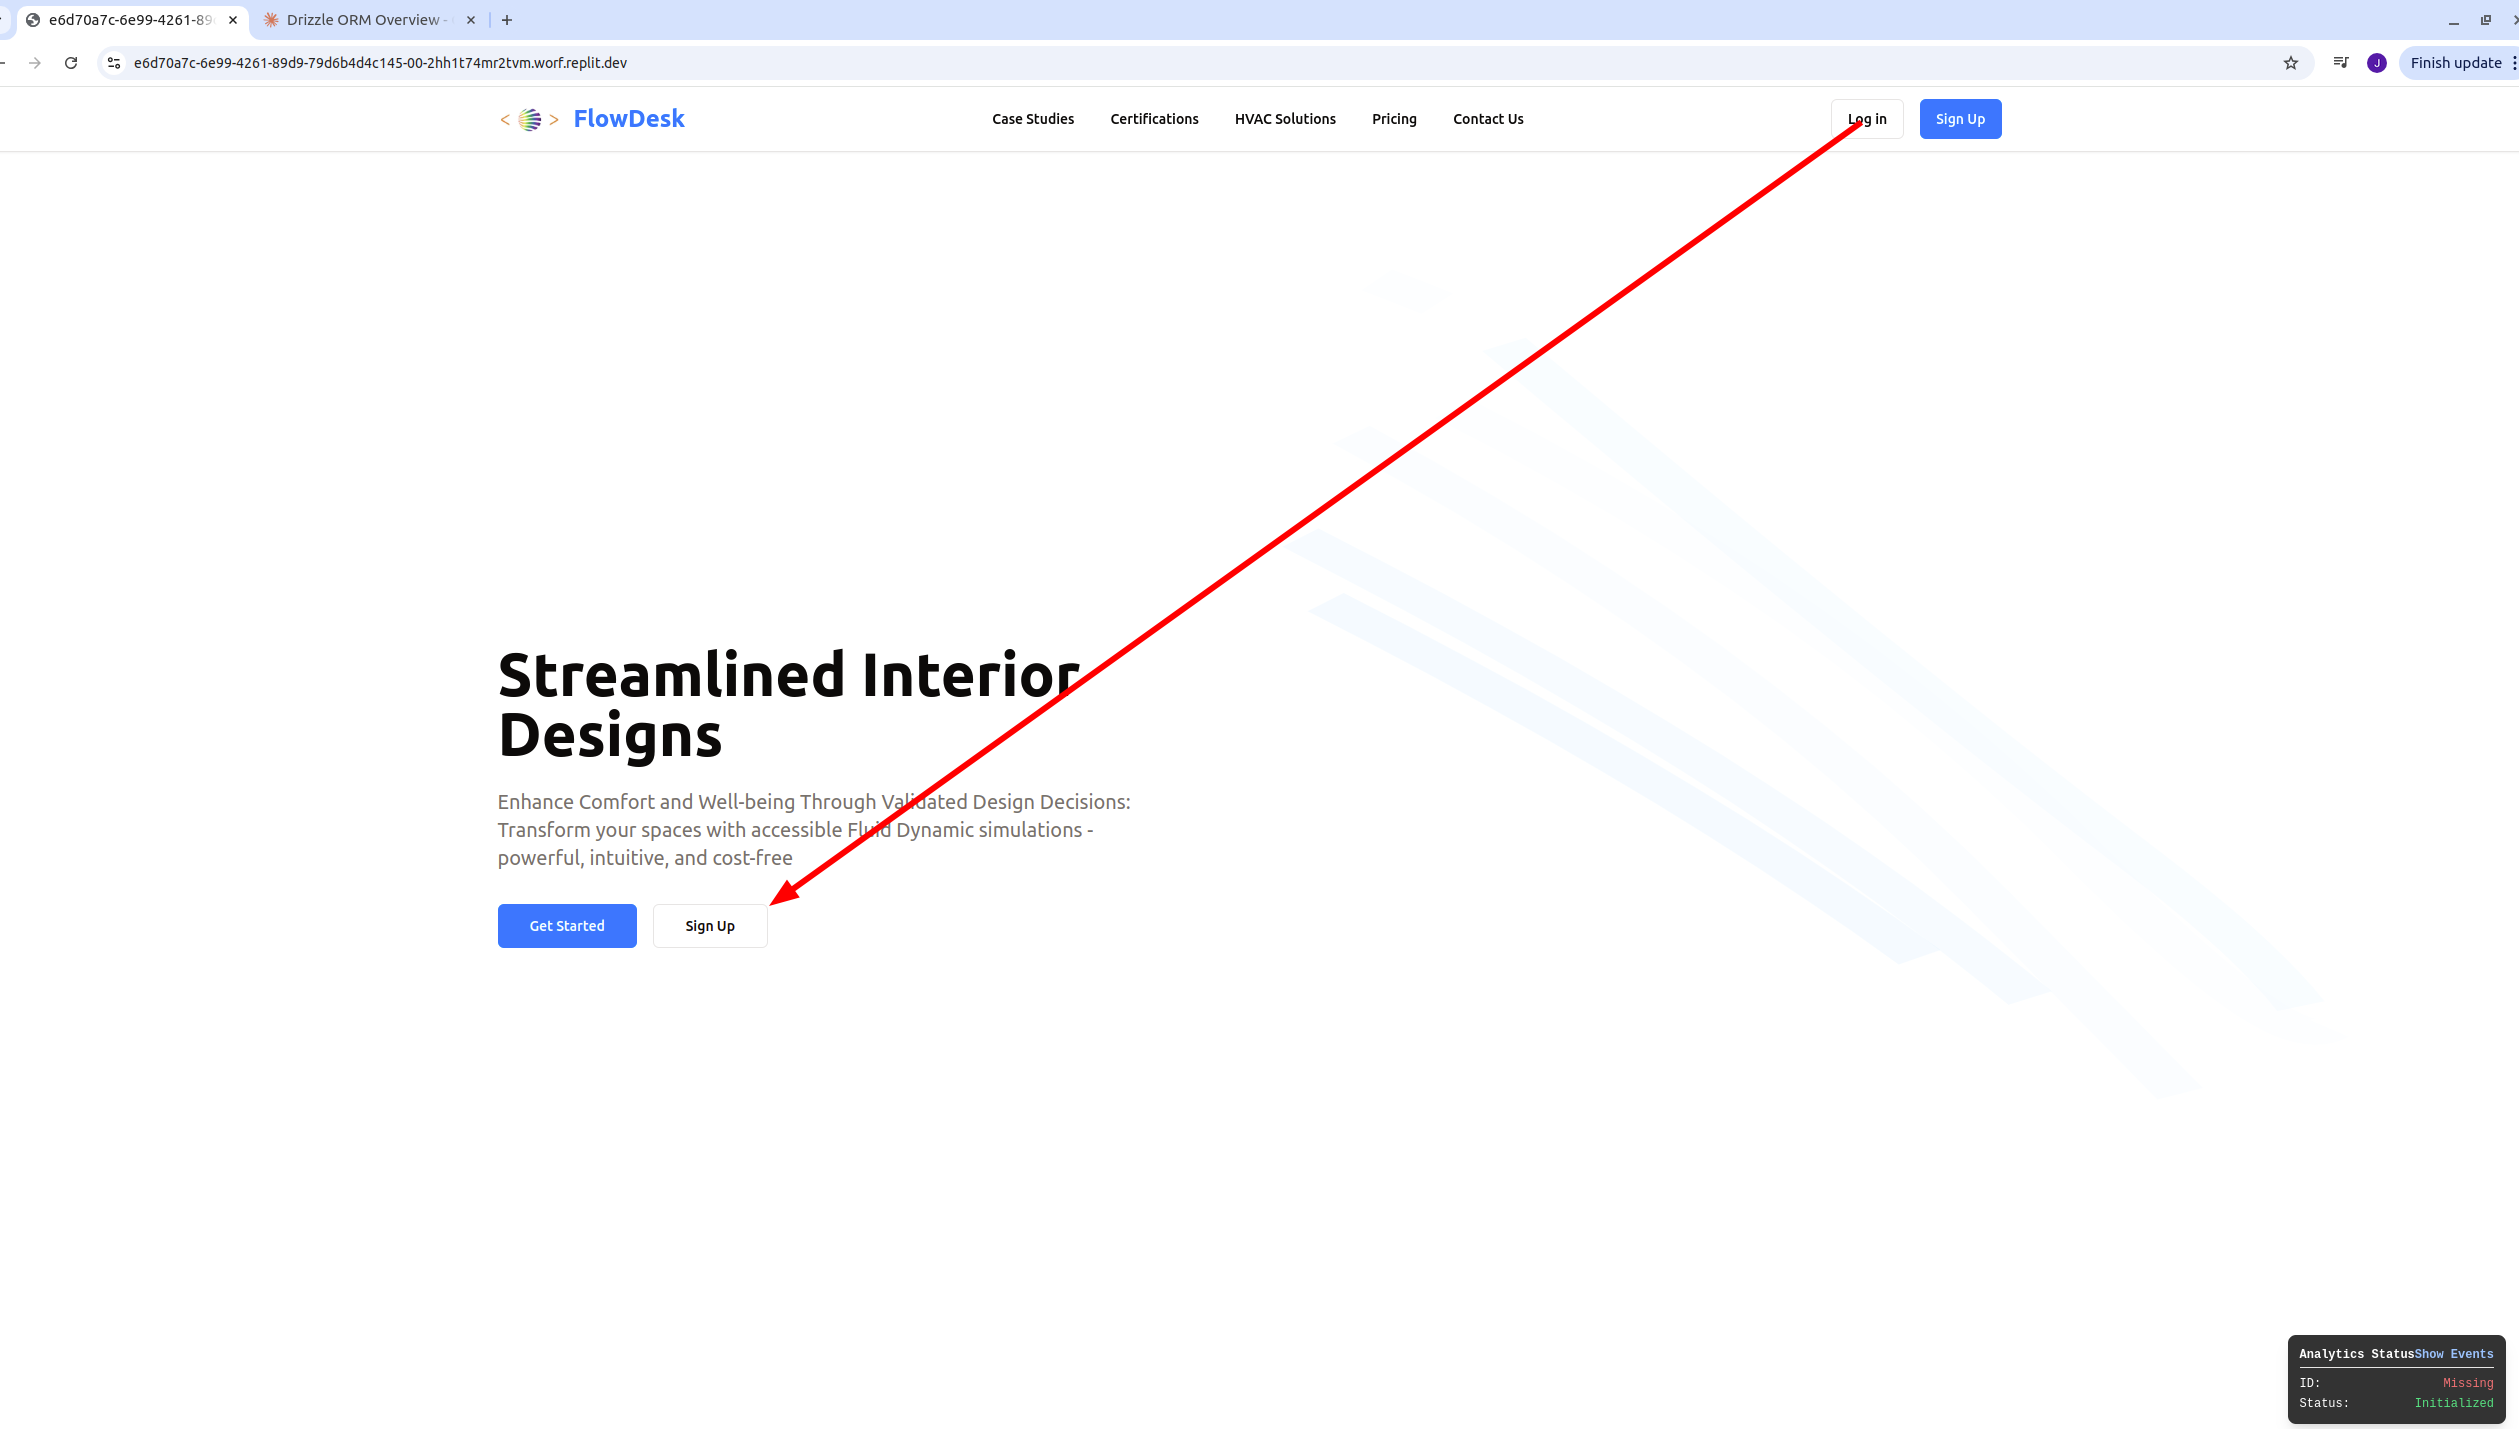 e6d70a7c-6e99-4261-89
Drizzle ORM Overview -
e6d70a7c-6e99-4261-89d9-79d6b4d4c145-00-2hh1t74mr2tvm.worf.replit.dev
J
Finish update
< > FlowDesk
Case Studies
Certifications
HVAC Solutions
Pricing
Contact Us
Log in
Sign Up
Streamlined Interior
Designs
Enhance Comfort and Well-being Through Validated Design Decisions:
Transform your spaces with accessible Fluid Dynamic simulations -
powerful, intuitive, and cost-free
Get Started
Sign Up
Analytics Status Show Events
ID: Missing
Status: Initialized